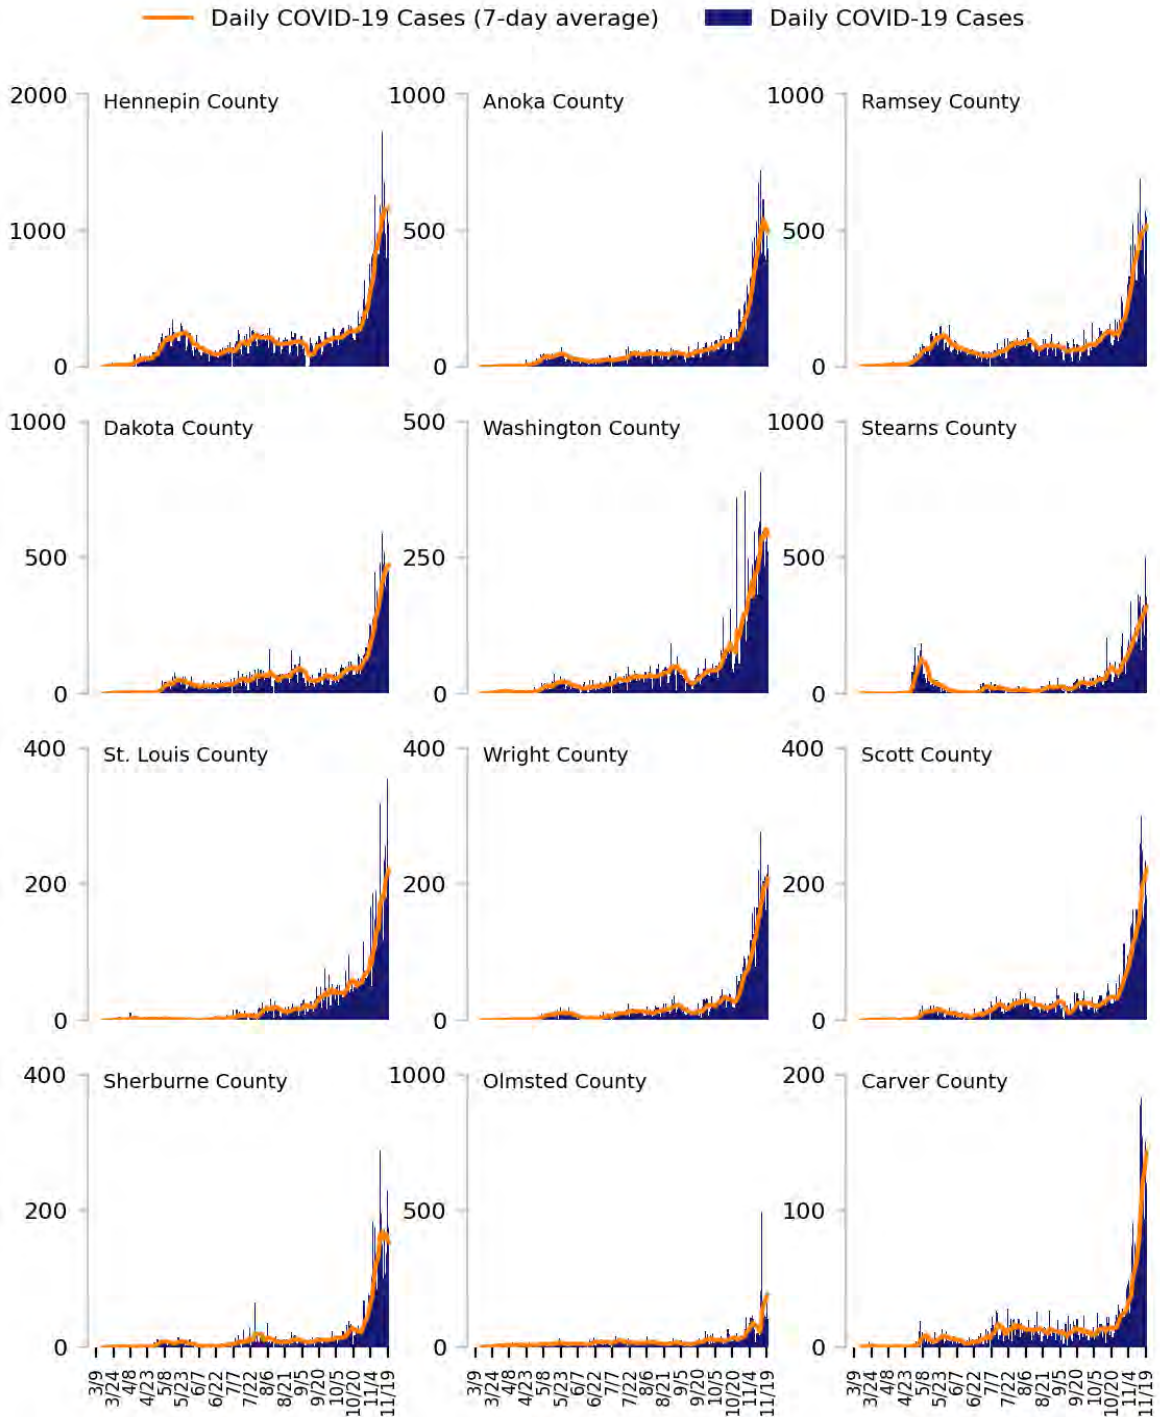 Daily COVID-19 Cases (7-day average) Daily COVID-19 Cases
2000 Hennepin County 1000 Anoka County 1000 Ramsey County
1000 500 500
0 0 0
1000 Dakota County 500 Washington County 1000 Stearns County
500 250 500
0 0 0
400 St. Louis County 400 Wright County 400 Scott County
200 200 200
0 0 0
400 Sherburne County 1000 Olmsted County 200 Carver County
200 500 100
0 0 0
3/9 3/24 4/8 4/23 5/8 5/23 6/7 6/22 7/7 7/22 8/6 8/21 9/5 9/20 10/5 10/20 11/4 11/19 3/9 3/24 4/8 4/23 5/8 5/23 6/7 6/22 7/7 7/22 8/6 8/21 9/5 9/20 10/5 10/20 11/4 11/19 3/9 3/24 4/8 4/23 5/8 5/23 6/7 6/22 7/7 7/22 8/6 8/21 9/5 9/20 10/5 10/20 11/4 11/19